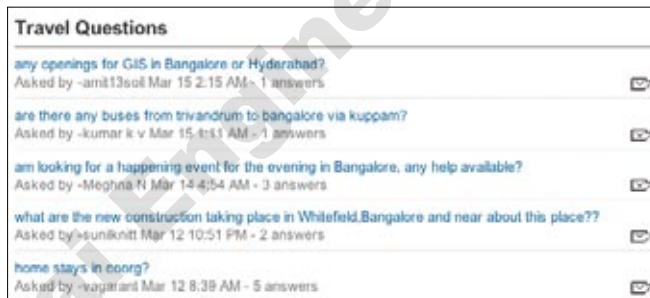 Travel Questions
any openings for GIS in Bangalore or Hyderabad?
Asked by -amit13soil Mar 15 2:15 AM - 1 answers
are there any buses from trivandrum to bangalore via kuppam?
Asked by -kumar k v Mar 15 1:11 AM - 1 answers
am looking for a happening event for the evening in Bangalore, any help available?
Asked by -Meghna N Mar 14 4:54 AM - 3 answers
what are the new construction taking place in Whitefield,Bangalore and near about this place??
Asked by -suniknitt Mar 12 10:51 PM - 2 answers
home stays in coorg?
Asked by -vagarant Mar 12 8:39 AM - 5 answers